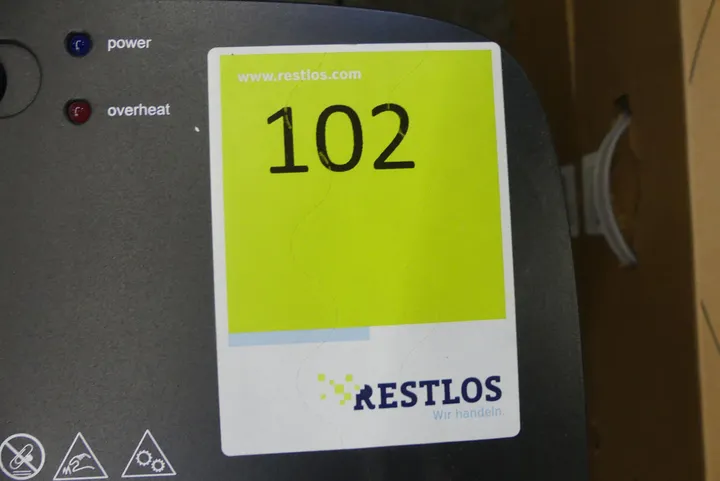 power
overheat
www.restlos.com
102
RESTLOS
Wir handeln.